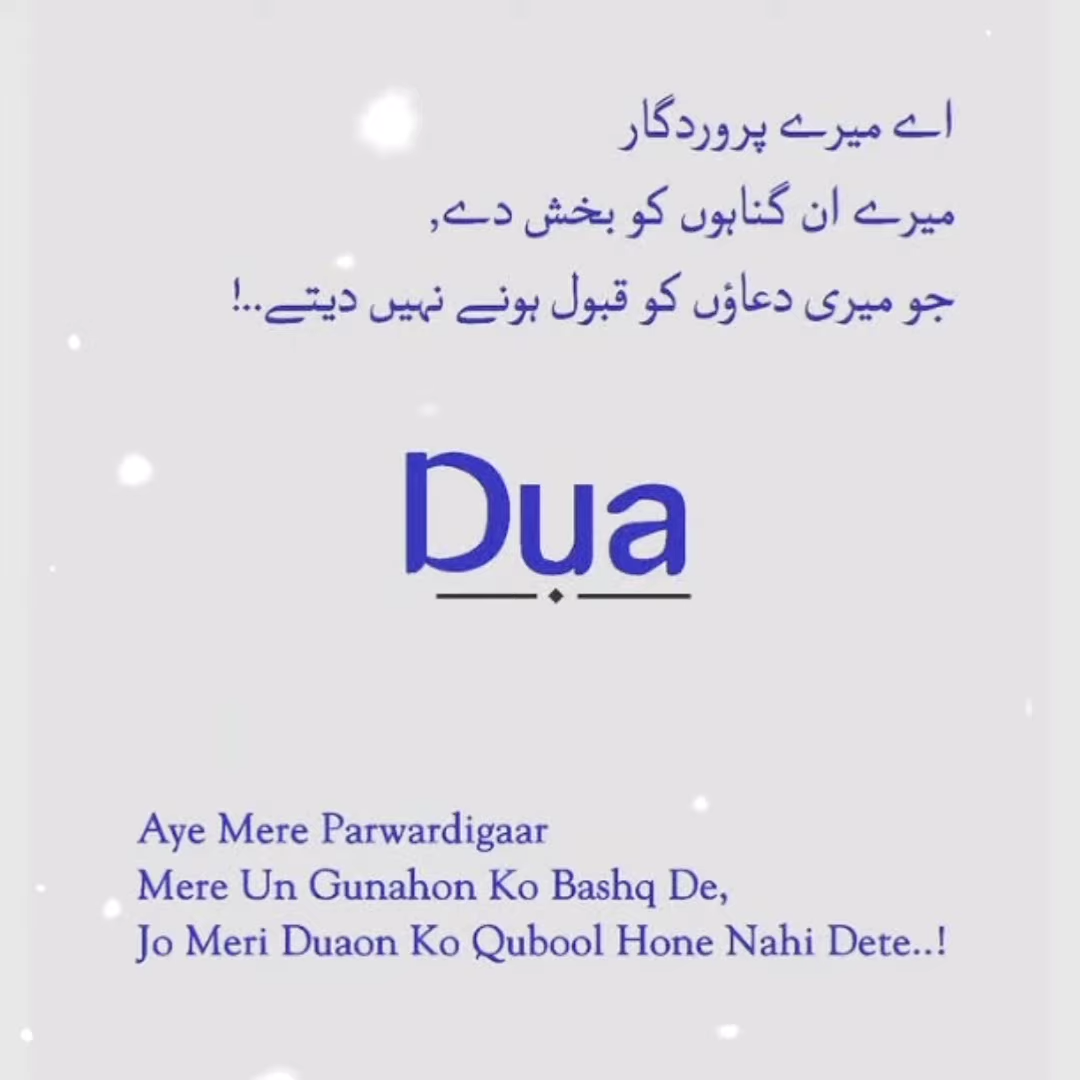 اے میرے پروردگار
میرے ان گناہوں کو بخش دے,
جو میری دعاؤں کو قبول ہونے نہیں دیتے..!
Dua
Aye Mere Parwardigaar
Mere Un Gunahon Ko Bashq De,
Jo Meri Duaon Ko Qubool Hone Nahi Dete..!